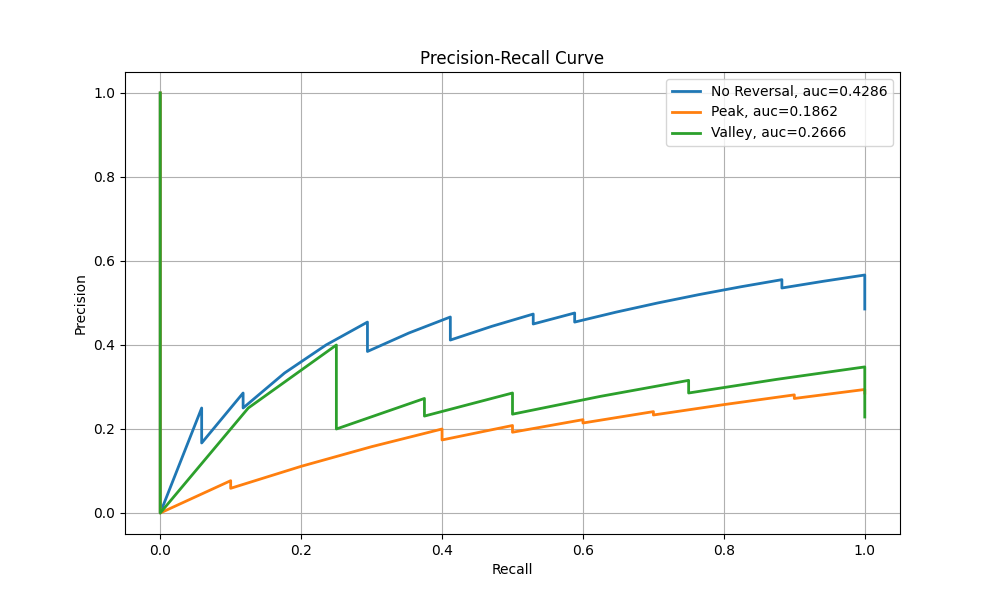 Precision-Recall Curve
No Reversal, auc=0.4286
Peak, auc=0.1862
Valley, auc=0.2666
Precision
1.0
0.8
0.6
0.4
0.2
0.0
0.0 0.2 0.4 0.6 0.8 1.0
Recall